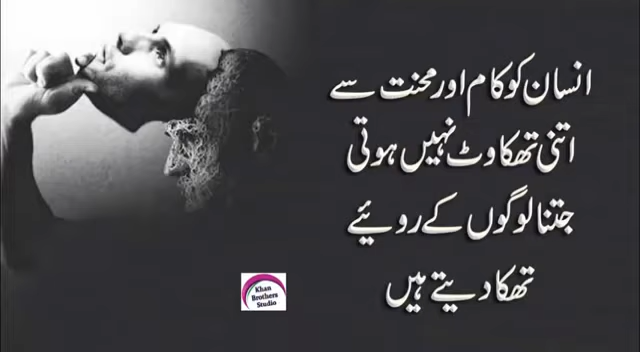 انسان کو کام اور محنت سے
اتنی تھکاوٹ نہیں ہوتی
جتنا لوگوں کے روئیے
تھکا دیتے ہیں
Khan
Brothers
Studio